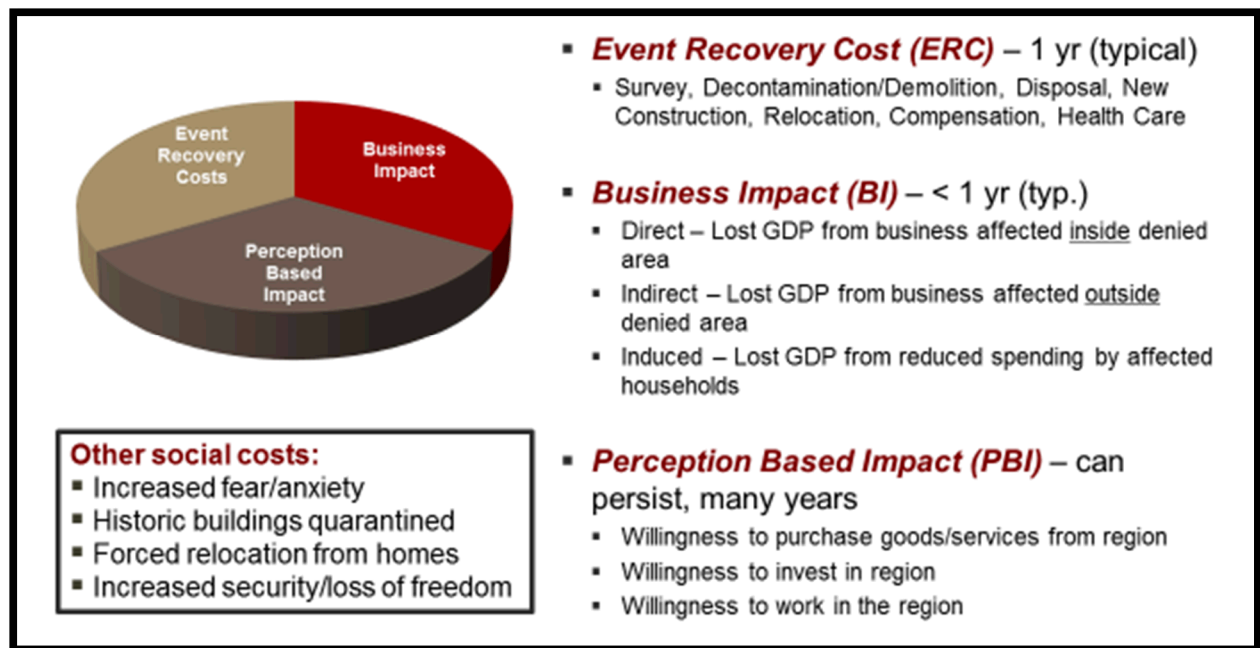 Event
Recovery
Costs
Business
Impact
Perception
Based
Impact
Other social costs:
▪ Increased fear/anxiety
▪ Historic buildings quarantined
▪ Forced relocation from homes
▪ Increased security/loss of freedom
▪ Event Recovery Cost (ERC) – 1 yr (typical)
▪ Survey, Decontamination/Demolition, Disposal, New
Construction, Relocation, Compensation, Health Care
▪ Business Impact (BI) – < 1 yr (typ.)
▪ Direct – Lost GDP from business affected inside denied
area
▪ Indirect – Lost GDP from business affected outside
denied area
▪ Induced – Lost GDP from reduced spending by affected
households
▪ Perception Based Impact (PBI) – can
persist, many years
▪ Willingness to purchase goods/services from region
▪ Willingness to invest in region
▪ Willingness to work in the region